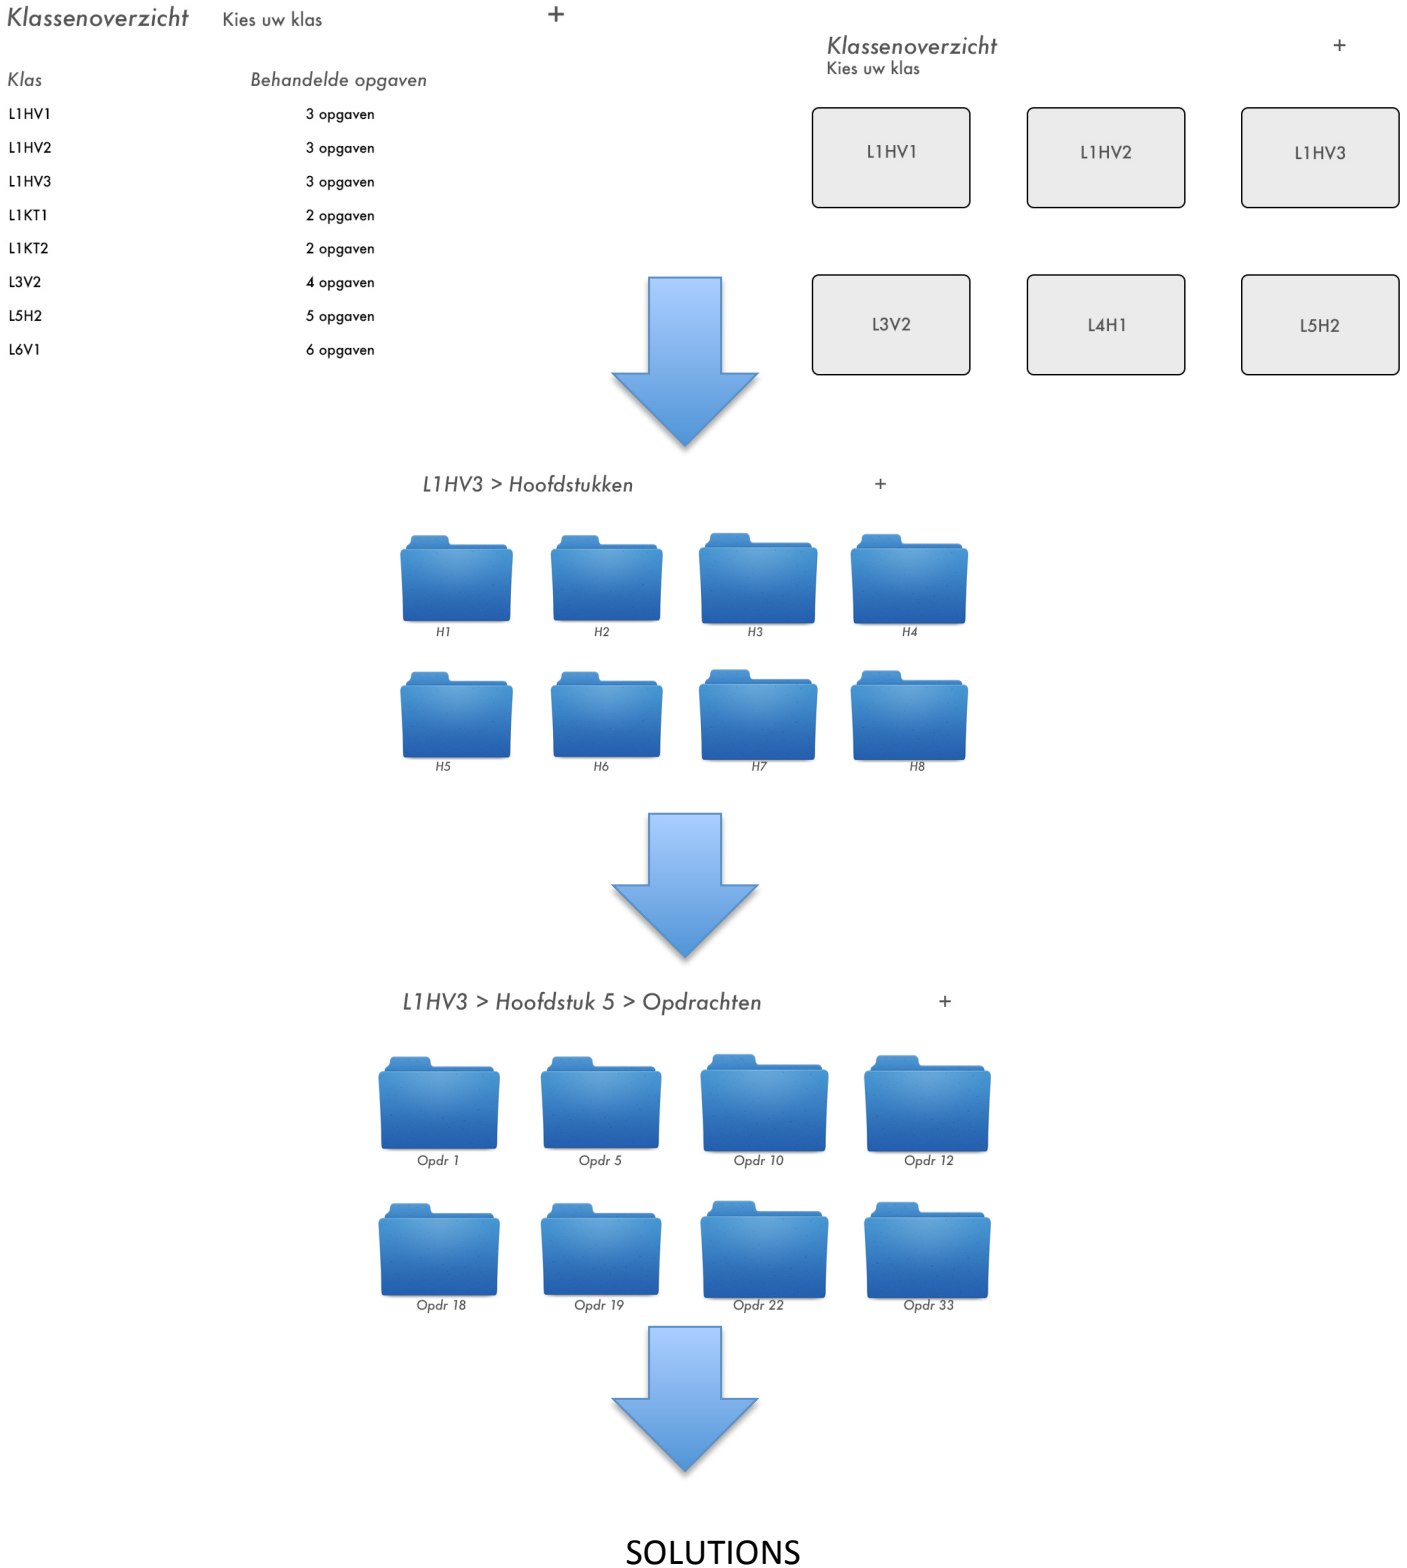 Klassenoverzicht Kies uw klas +
Klas Behandelde opgaven
L1HV1 3 opgaven
L1HV2 3 opgaven
L1HV3 3 opgaven
L1KT1 2 opgaven
L1KT2 2 opgaven
L3V2 4 opgaven
L5H2 5 opgaven
L6V1 6 opgaven
Klassenoverzicht +
Kies uw klas
L1HV1 L1HV2 L1HV3
L3V2 L4H1 L5H2
L1HV3 > Hoofdstukken +
H1 H2 H3 H4
H5 H6 H7 H8
L1HV3 > Hoofdstuk 5 > Opdrachten +
Opdr 1 Opdr 5 Opdr 10 Opdr 12
Opdr 18 Opdr 19 Opdr 22 Opdr 33
SOLUTIONS